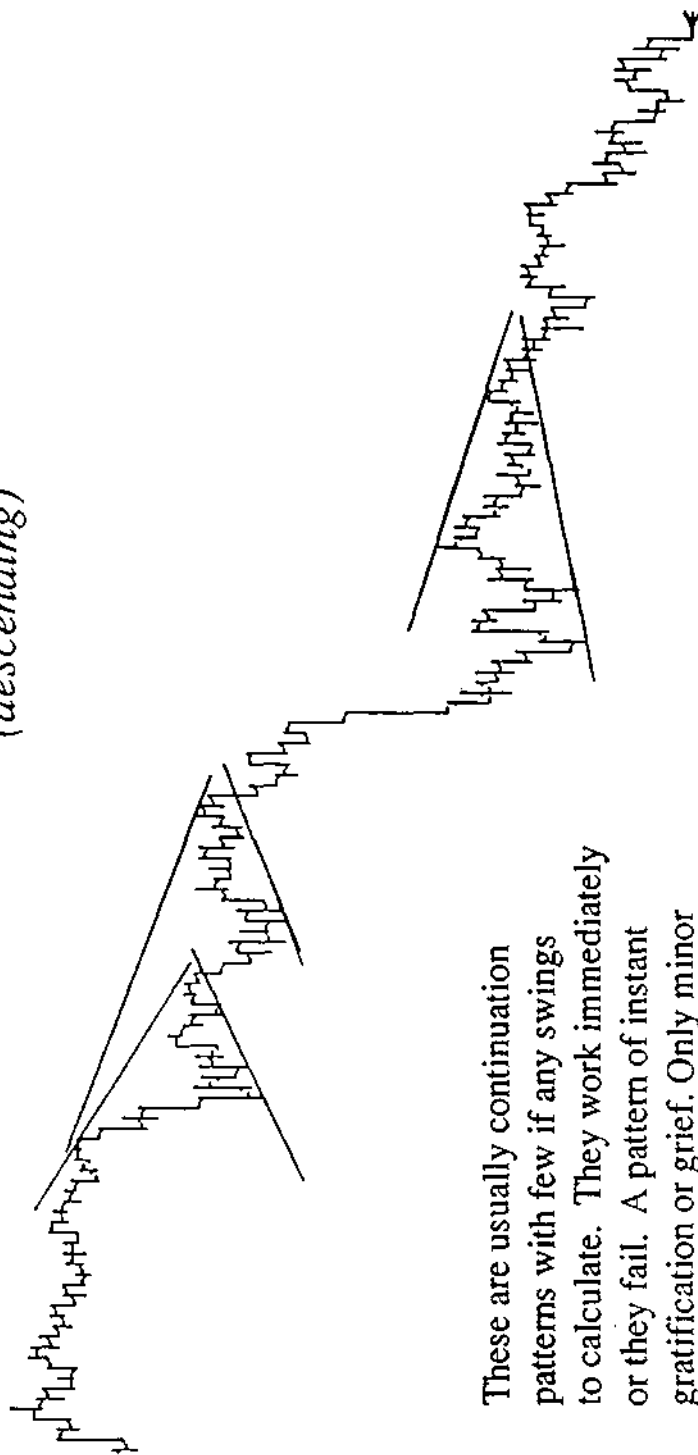 (descending)
These are usually continuation
patterns with few if any swings
to calculate. They work immediately
or they fail. A pattern of instant
gratification or grief. Only minor